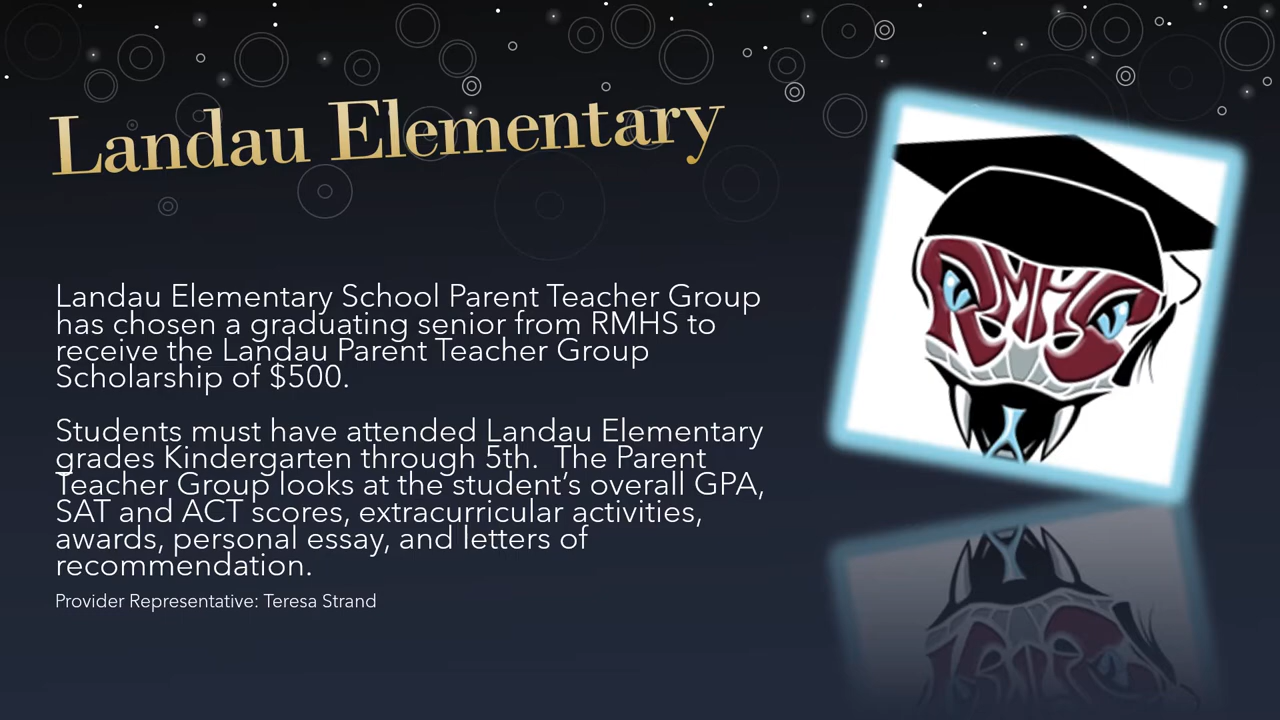 Landau Elementary
Landau Elementary School Parent Teacher Group
has chosen a graduating senior from RMHS to
receive the Landau Parent Teacher Group
Scholarship of $500.
Students must have attended Landau Elementary
grades Kindergarten through 5th.  The Parent
Teacher Group looks at the student’s overall GPA,
SAT and ACT scores, extracurricular activities,
awards, personal essay, and letters of
recommendation.
Provider Representative: Teresa Strand
RMHS